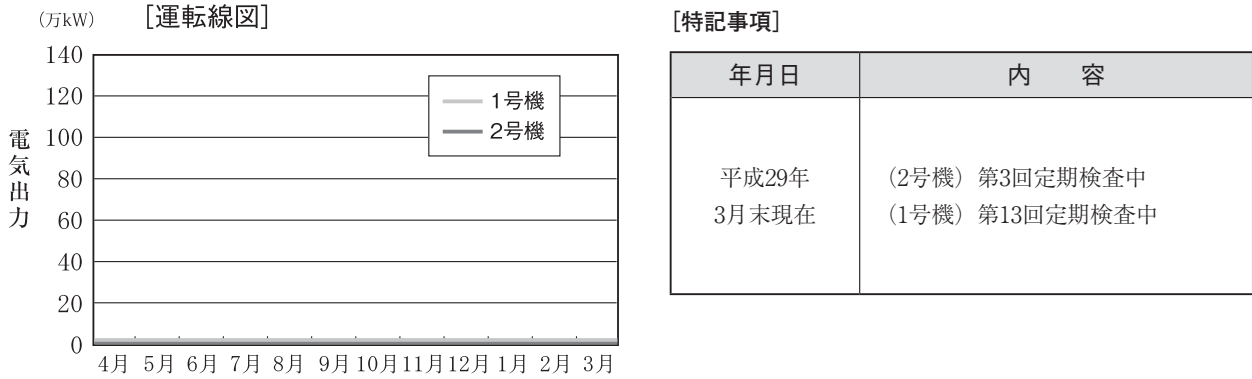 (万kW)
[運転線図]
140
120
100
80
60
40
20
0
電気出力
1号機
2号機
4月 5月 6月 7月 8月 9月 10月 11月 12月 1月 2月 3月
[特記事項]
年月日 内 容
平成29年
3月末現在
(2号機) 第3回定期検査中
(1号機) 第13回定期検査中